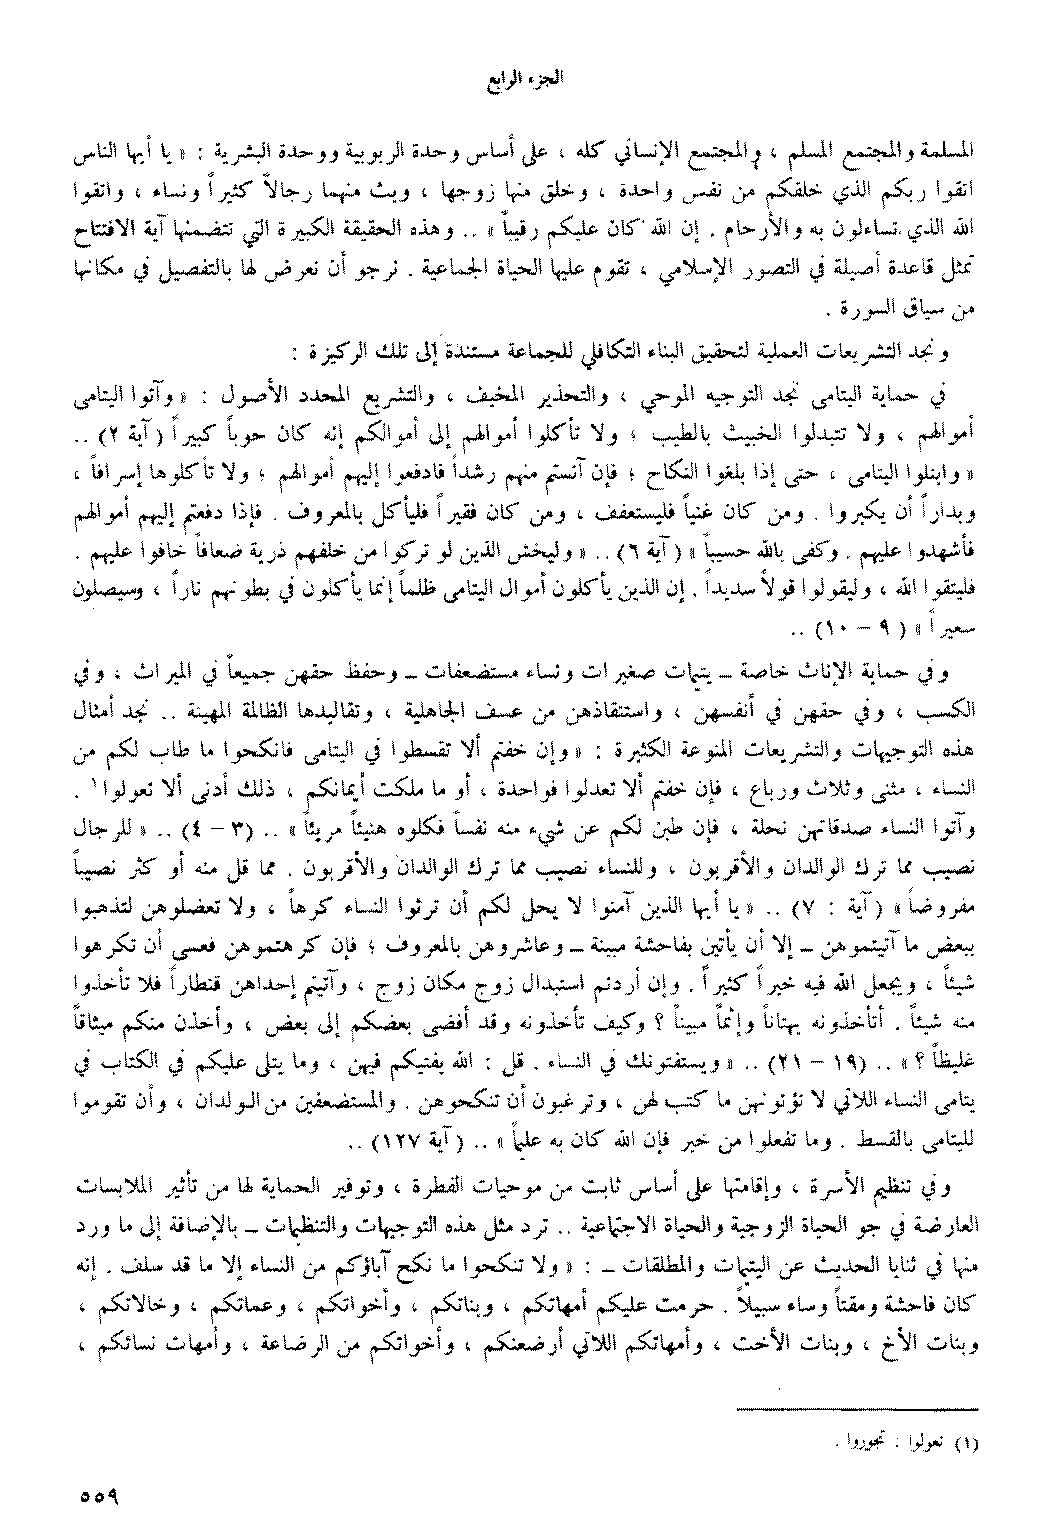 الجزء الرابع
المسلمة والمجتمع المسلم ، والمجتمع الإنساني كله ، على أساس وحدة الربوبية ووحدة البشرية : « يا أيها الناس
اتقوا ربكم الذي خلقكم من نفس واحدة ، وخلق منها زوجها ، وبث منهما رجالاً كثيراً ونساء ، واتقوا
الله الذي تساءلون به والأرحام . إن الله كان عليكم رقيباً » .. وهذه الحقيقة الكبيرة التي تتضمنها آية الافتتاح
تمثل قاعدة أصيلة في التصور الإسلامي ، تقوم عليها الحياة الجماعية . نرجو أن نعرض لها بالتفصيل في مكانها
من سياق السورة .
ونجد التشريعات العملية لتحقيق البناء التكافلي للجماعة مستندة إلى تلك الركيزة :
في حماية اليتامى نجد التوجيه الموحي ، والتحذير المخيف ، والتشريع المحدد الأصول : « وآتوا اليتامى
أموالهم ، ولا تتبدلوا الخبيث بالطيب ؛ ولا تأكلوا أموالهم إلى أموالكم إنه كان حوباً كبيراً ( آية ٢ ) ..
« وابتلوا اليتامى ، حتى إذا بلغوا النكاح ؛ فإن آنستم منهم رشداً فادفعوا إليهم أموالهم ؛ ولا تأكلوها إسرافاً ،
وبداراً أن يكبروا . ومن كان غنياً فليستعفف ، ومن كان فقيراً فليأكل بالمعروف . فإذا دفعتم إليهم أموالهم
فأشهدوا عليهم . وكفى بالله حسيباً » ( آية ٦ ) .. « وليخش الذين لو تركوا من خلفهم ذرية ضعافاً خافوا عليهم .
فليتقوا الله ، وليقولوا قولاً سديداً . إن الذين يأكلون أموال اليتامى ظلماً إنما يأكلون في بطونهم ناراً ، وسيصلون
سعيراً » ( ٩ – ١٠ ) ..
وفي حماية الإناث خاصة – يتيمات صغيرات ونساء مستضعفات – وحفظ حقهن جميعاً في الميراث ، وفي
الكسب ، وفي حقهن في أنفسهن ، واستنقاذهن من عسف الجاهلية ، وتقاليدها الظالمة المهينة .. نجد أمثال
هذه التوجيهات والتشريعات المنوعة الكثيرة : « وإن خفتم ألا تقسطوا في اليتامى فانكحوا ما طاب لكم من
النساء ، مثنى وثلاث ورباع ، فإن خفتم ألا تعدلوا فواحدة ، أو ما ملكت أيمانكم ، ذلك أدنى ألا تعولوا ١ .
وآتوا النساء صدقاتهن نحلة ، فإن طبن لكم عن شيء منه نفساً فكلوه هنيئاً مريئاً » .. ( ٣ – ٤ ) .. « للرجال
نصيب مما ترك الوالدان والأقربون ، وللنساء نصيب مما ترك الوالدان والأقربون . مما قل منه أو كثر نصيباً
مفروضاً » ( آية : ٧ ) .. « يا أيها الذين آمنوا لا يحل لكم أن ترثوا النساء كرهاً ، ولا تعضلوهن لتذهبوا
ببعض ما آتيتموهن – إلا أن يأتين بفاحشة مبينة – وعاشروهن بالمعروف ؛ فإن كرهتموهن فعسى أن تكرهوا
شيئاً ، ويجعل الله فيه خيراً كثيراً . وإن أردتم استبدال زوج مكان زوج ، وآتيتم إحداهن قنطاراً فلا تأخذوا
منه شيئاً . أتأخذونه بهتاناً وإثماً مبيناً ؟ وكيف تأخذونه وقد أفضى بعضكم إلى بعض ، وأخذن منكم ميثاقاً
غليظاً ؟ » .. ( ١٩ – ٢١ ) .. « ويستفتونك في النساء . قل : الله يفتيكم فيهن ، وما يتلى عليكم في الكتاب في
يتامى النساء اللاتي لا تؤتونهن ما كتب لهن ، وترغبون أن تنكحوهن . والمستضعفين من الولدان ، وأن تقوموا
لليتامى بالقسط . وما تفعلوا من خير فإن الله كان به عليماً » .. ( آية ١٢٧ ) ..
وفي تنظيم الأسرة ، وإقامتها على أساس ثابت من موحيات الفطرة ، وتوفير الحماية لها من تأثير الملابسات
العارضة في جو الحياة الزوجية والحياة الاجتماعية .. ترد مثل هذه التوجيهات والتنظيمات – بالإضافة إلى ما ورد
منها في ثنايا الحديث عن اليتيمات والمطلقات – : « ولا تنكحوا ما نكح آباؤكم من النساء إلا ما قد سلف . إنه
كان فاحشة ومقتاً وساء سبيلاً . حرمت عليكم أمهاتكم ، وبناتكم ، وأخواتكم ، وعماتكم ، وخالاتكم ،
وبنات الأخ ، وبنات الأخت ، وأمهاتكم اللاتي أرضعنكم ، وأخواتكم من الرضاعة ، وأمهات نسائكم ،
(١) تعولوا : تجوروا .
٥٥٩